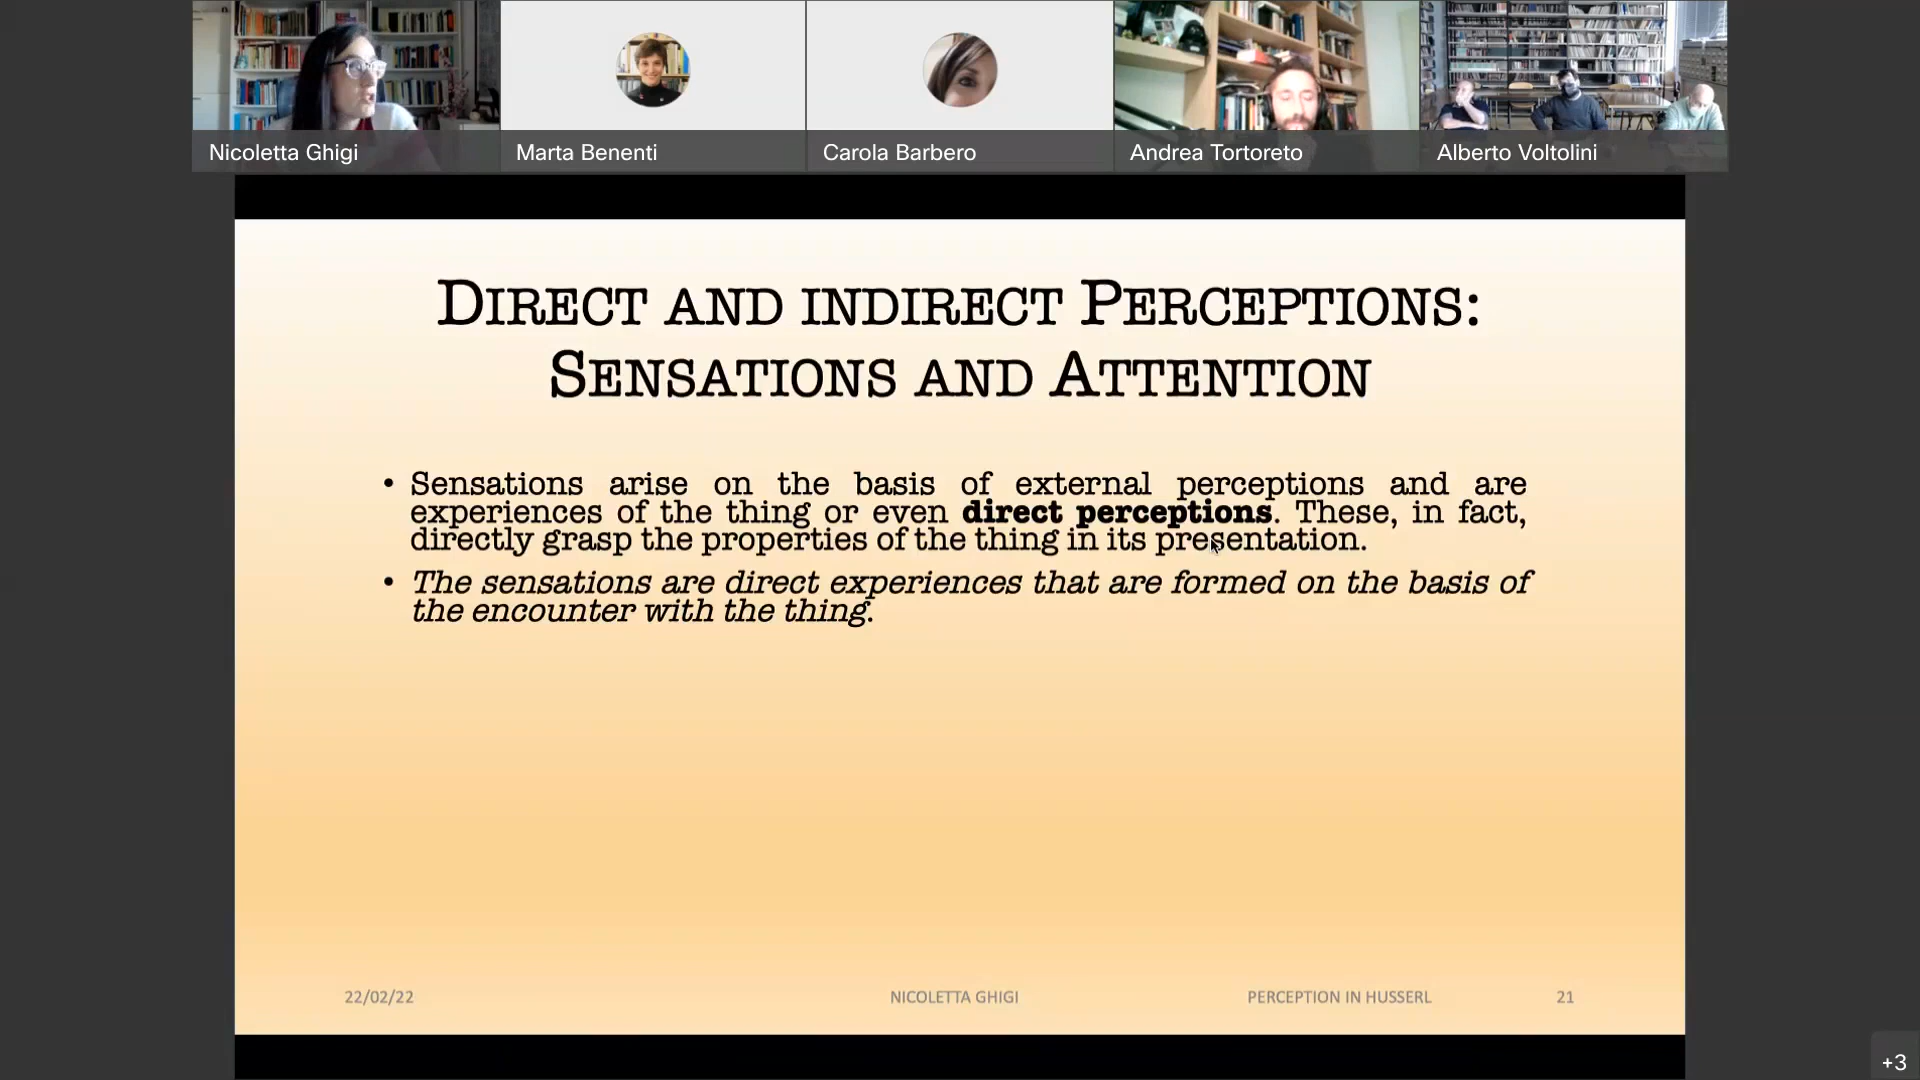 Nicoletta Ghigi
Marta Benenti
Carola Barbero
Andrea Tortoreto
Alberto Voltolini
DIRECT AND INDIRECT PERCEPTIONS:
SENSATIONS AND ATTENTION
• Sensations arise on the basis of external perceptions and are
experiences of the thing or even direct perceptions. These, in fact,
directly grasp the properties of the thing in its presentation.
• The sensations are direct experiences that are formed on the basis of
the encounter with the thing.
22/02/22
NICOLETTA GHIGI
PERCEPTION IN HUSSERL
21
+3